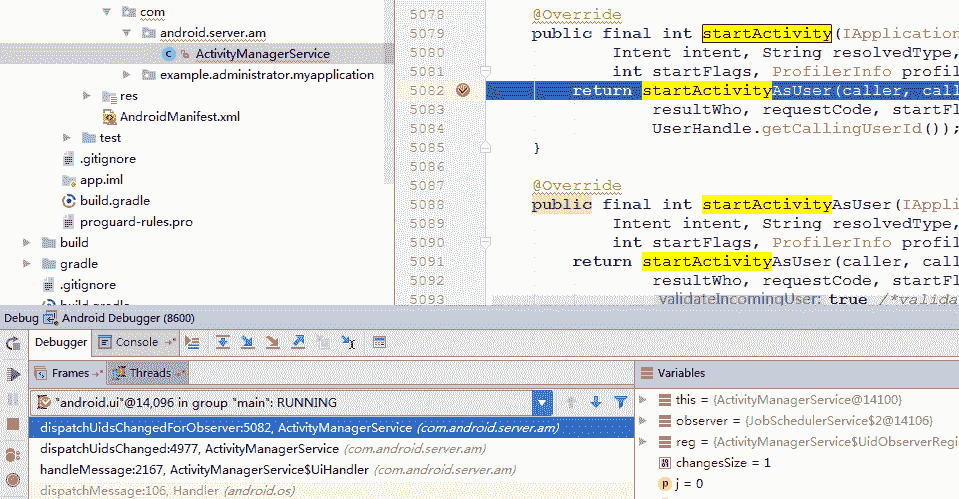 com
android.server.am
ActivityManagerService
example.administrator.myapplication
res
AndroidManifest.xml
test
.gitignore
app.iml
build.gradle
proguard-rules.pro
build
gradle
.gitignore
build.gradle
5078 @Override
5079 public final int startActivity(IApplication
5080 Intent intent, String resolvedType,
5081 int startFlags, ProfilerInfo profil
5082 return startActivityAsUser(caller, call
5083 resultWho, requestCode, startFl
5084 UserHandle.getCallingUserId());
5085 }
5086
5087 @Override
5088 public final int startActivityAsUser(IAppli
5089 Intent intent, String resolvedType,
5090 int startFlags, ProfilerInfo profil
5091 return startActivityAsUser(caller, call
5092 resultWho, requestCode, startFl
5093 validateIncomingUser: true /*valida
Debug Android Debugger (8600)
Debugger Console
Frames Threads
"android.ui"@14,096 in group "main": RUNNING
dispatchUidsChangedForObserver:5082, ActivityManagerService (com.android.server.am)
dispatchUidsChanged:4977, ActivityManagerService (com.android.server.am)
handleMessage:2167, ActivityManagerService$UiHandler (com.android.server.am)
dispatchMessage:106, Handler (android.os)
Variables
this = {ActivityManagerService@14100}
observer = {JobSchedulerService$2@14106}
reg = {ActivityManagerService$UidObserverRegi
changesSize = 1
j = 0